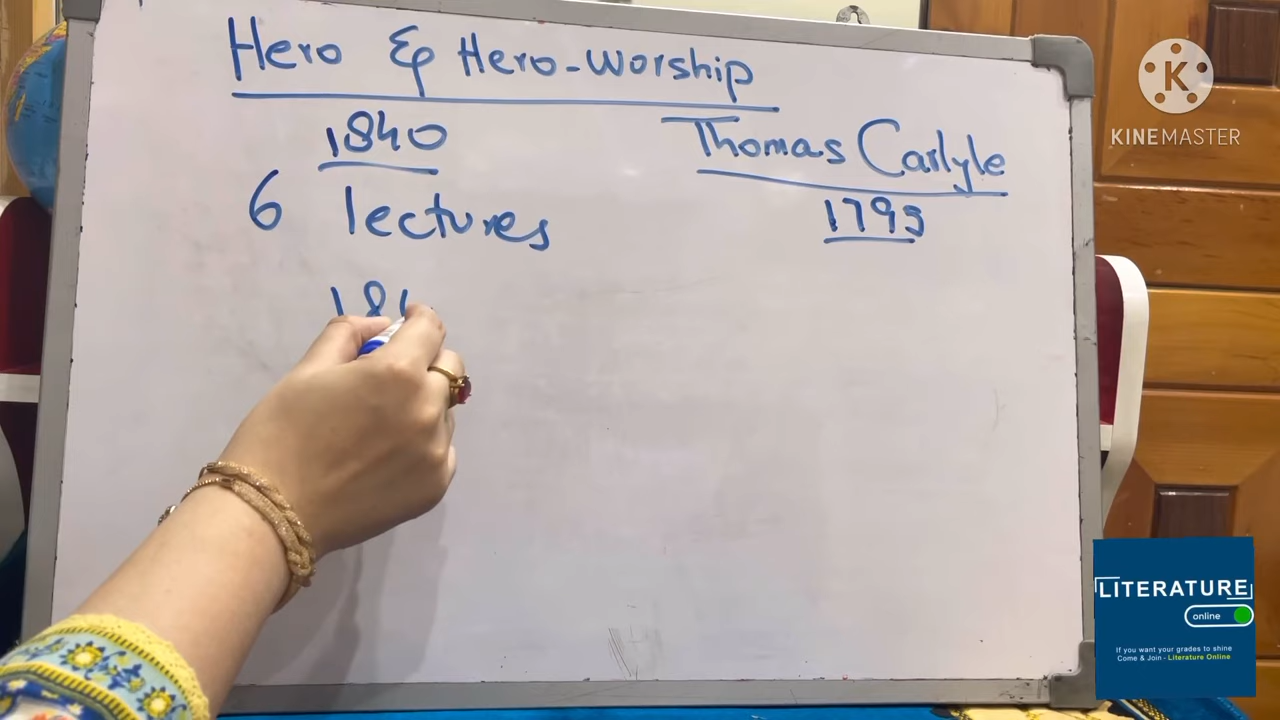 Hero & Hero-Worship
1840
Thomas Carlyle
1795
6 lectures
184
K
KINEMASTER
LITERATURE
online
If you want your grades to shine
Come & Join - Literature Online